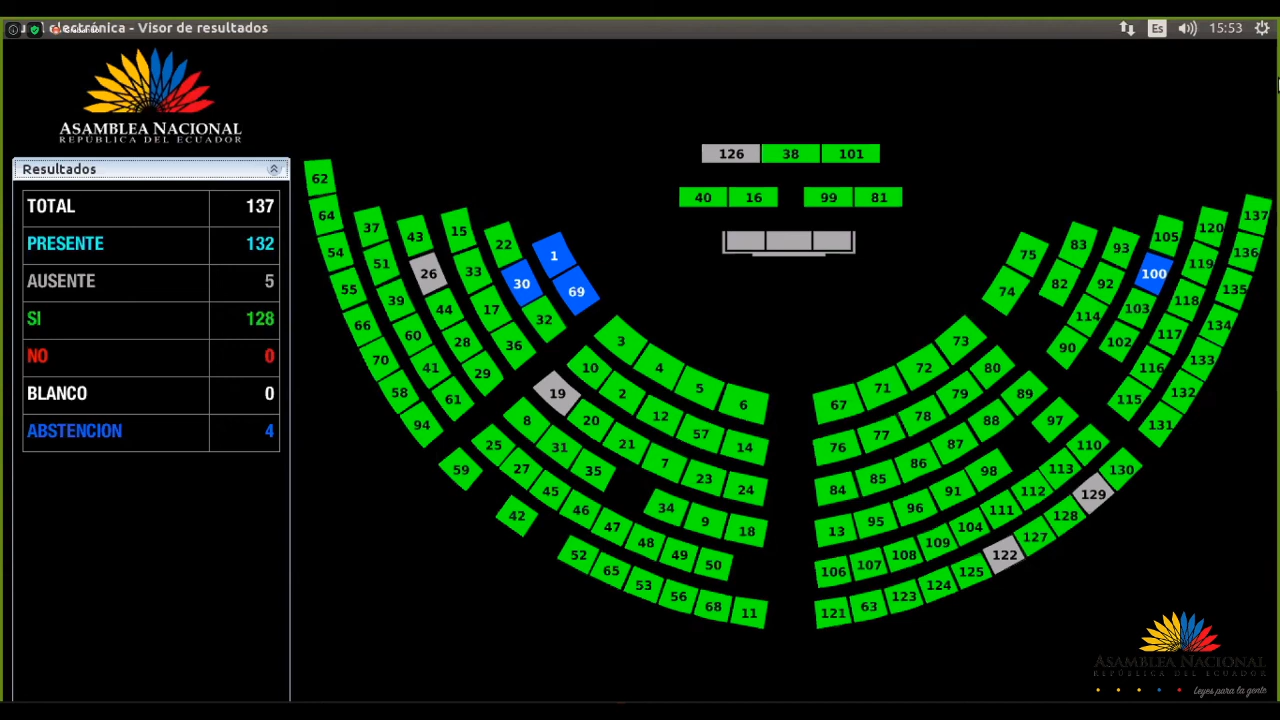 electrónica - Visor de resultados
Es
15:53
ASAMBLEA NACIONAL
REPÚBLICA DEL ECUADOR
Resultados
TOTAL 137
PRESENTE 132
AUSENTE 5
SI 128
NO 0
BLANCO 0
ABSTENCION 4
126 38 101
40 16 99 81
62 64 54 55 66 70 58 94
37 51 39 60 41 61
43 26 44 28 29
15 33 17 36
22 30 32
1 69
3 4 5 6
10 2 12 57 14
19 20 21 7 23 24
8 31 35 34 9 18
25 27 45 46 47 48 49 50
59 42 52 65 53 56 68 11
75 74
83 82
93 92 114 90
105 100 103 102
120 119 118 117 116 115
137 136 135 134 133 132 131
67 71 72 73
76 77 78 79 80
84 85 86 87 88 89
13 95 96 91 98 97
106 107 108 109 104 111 112 113 110
121 63 123 124 125 122 127 128 129 130
ASAMBLEA NACIONAL
REPÚBLICA DEL ECUADOR
Leyes para la gente